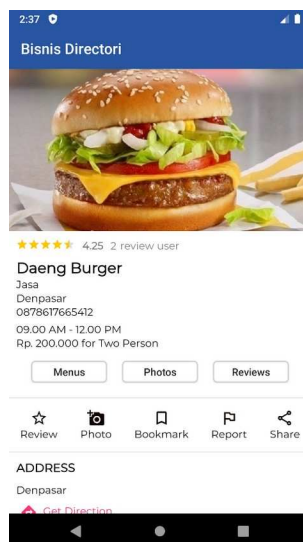 2:37
Bisnis Directori
4.25 2 review user
Daeng Burger
Jasa
Denpasar
0878617665412
09.00 AM - 12.00 PM
Rp. 200.000 for Two Person
Menus Photos Reviews
Review Photo Bookmark Report Share
ADDRESS
Denpasar
Get Direction